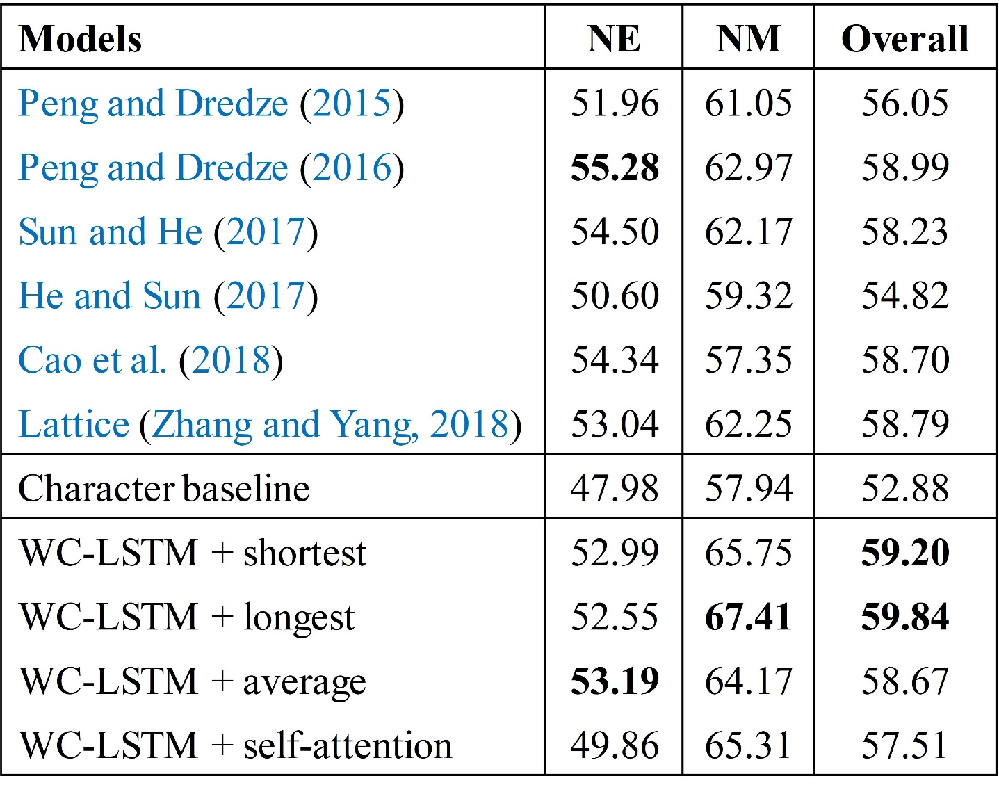 Models NE NM Overall
Peng and Dredze (2015) 51.96 61.05 56.05
Peng and Dredze (2016) 55.28 62.97 58.99
Sun and He (2017) 54.50 62.17 58.23
He and Sun (2017) 50.60 59.32 54.82
Cao et al. (2018) 54.34 57.35 58.70
Lattice (Zhang and Yang, 2018) 53.04 62.25 58.79
Character baseline 47.98 57.94 52.88
WC-LSTM + shortest 52.99 65.75 59.20
WC-LSTM + longest 52.55 67.41 59.84
WC-LSTM + average 53.19 64.17 58.67
WC-LSTM + self-attention 49.86 65.31 57.51